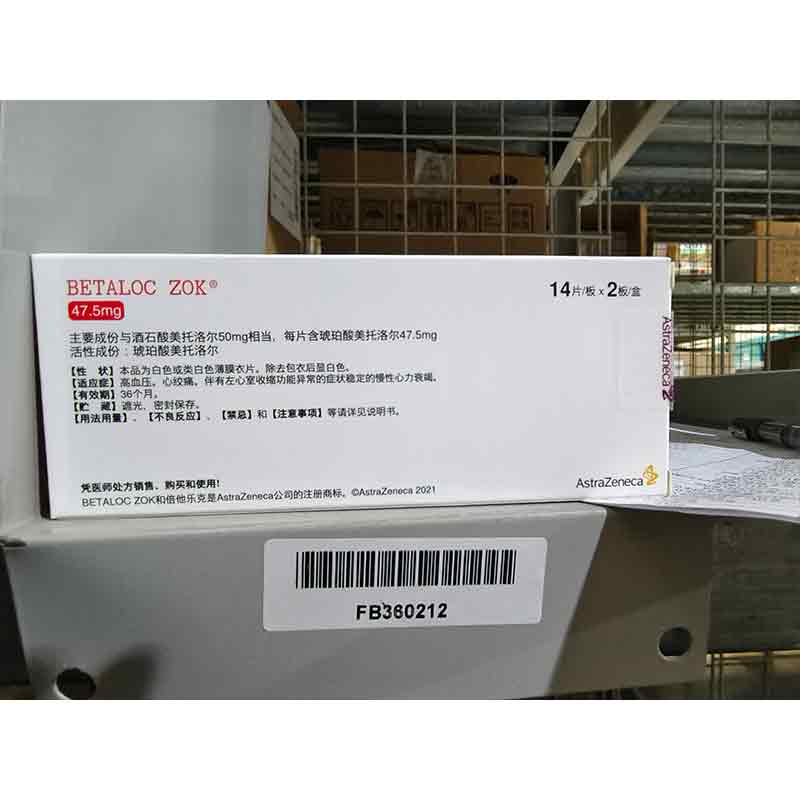 BETALOC ZOK®
14片/板 x 2板/盒
47.5mg
主要成份与酒石酸美托洛尔50mg相当，每片含琥珀酸美托洛尔47.5mg
活性成份：琥珀酸美托洛尔
【性 状】本品为白色或类白色薄膜衣片。除去包衣后显白色。
【适应症】高血压。心绞痛。伴有左心室收缩功能异常的症状稳定的慢性心力衰竭。
【有效期】36个月。
【贮 藏】遮光，密封保存。
【用法用量】、【不良反应】、【禁忌】和【注意事项】等请详见说明书。
凭医师处方销售、购买和使用！
BETALOC ZOK和倍他乐克是AstraZeneca公司的注册商标。©AstraZeneca 2021
AstraZeneca
AstraZeneca
FB360212